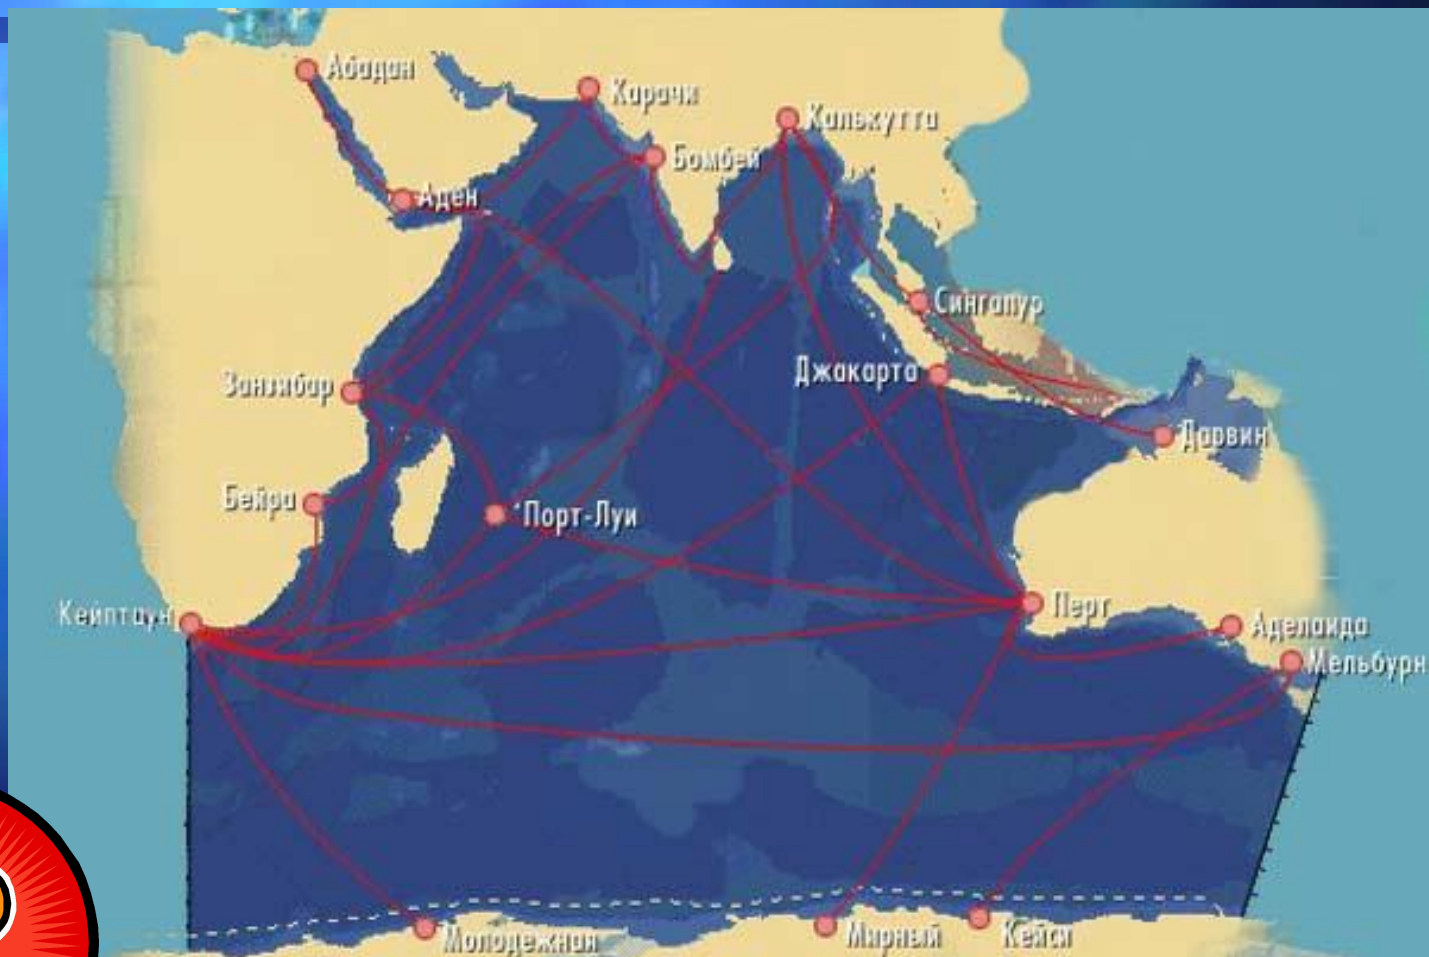 Абадан
Карачи
Калькутта
Бомбей
Аден
Сингапур
Джакарта
Занзибар
Дарвин
Бейра
Порт-Луи
Перт
Кейптаун
Аделаида
Мельбурн
Молодежная
Мирный
Кейси